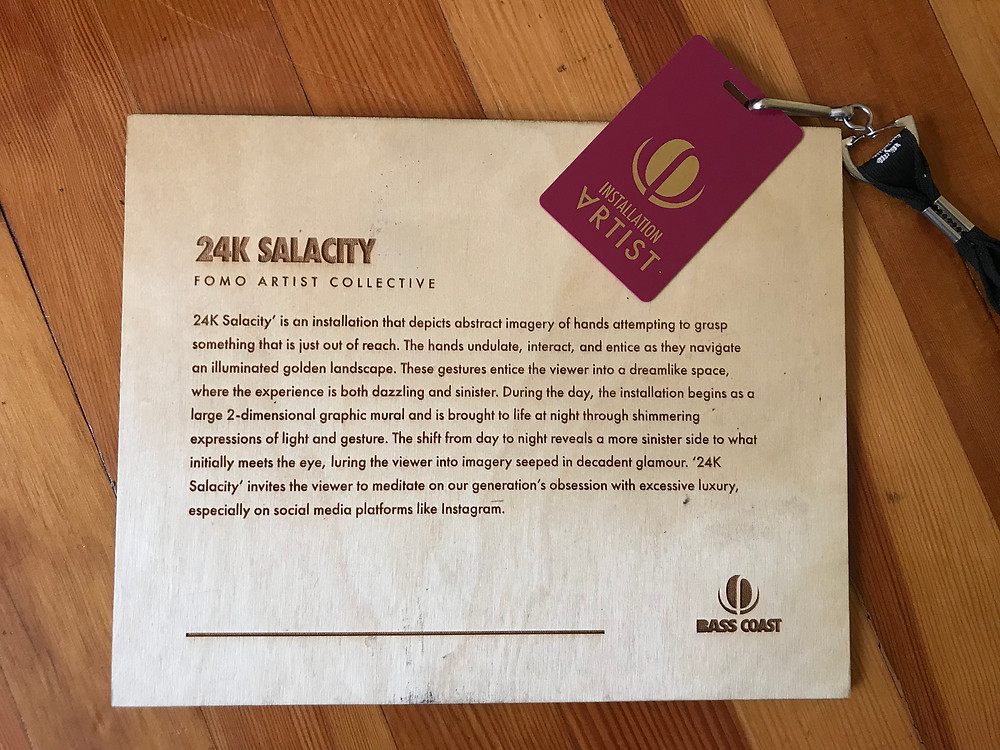 INSTALLATION
ARTIST
24K SALACITY
FOMO ARTIST COLLECTIVE
24K Salacity’ is an installation that depicts abstract imagery of hands attempting to grasp
something that is just out of reach. The hands undulate, interact, and entice as they navigate
an illuminated golden landscape. These gestures entice the viewer into a dreamlike space,
where the experience is both dazzling and sinister. During the day, the installation begins as a
large 2-dimensional graphic mural and is brought to life at night through shimmering
expressions of light and gesture. The shift from day to night reveals a more sinister side to what
initially meets the eye, luring the viewer into imagery seeped in decadent glamour. ‘24K
Salacity’ invites the viewer to meditate on our generation’s obsession with excessive luxury,
especially on social media platforms like Instagram.
BASS COAST